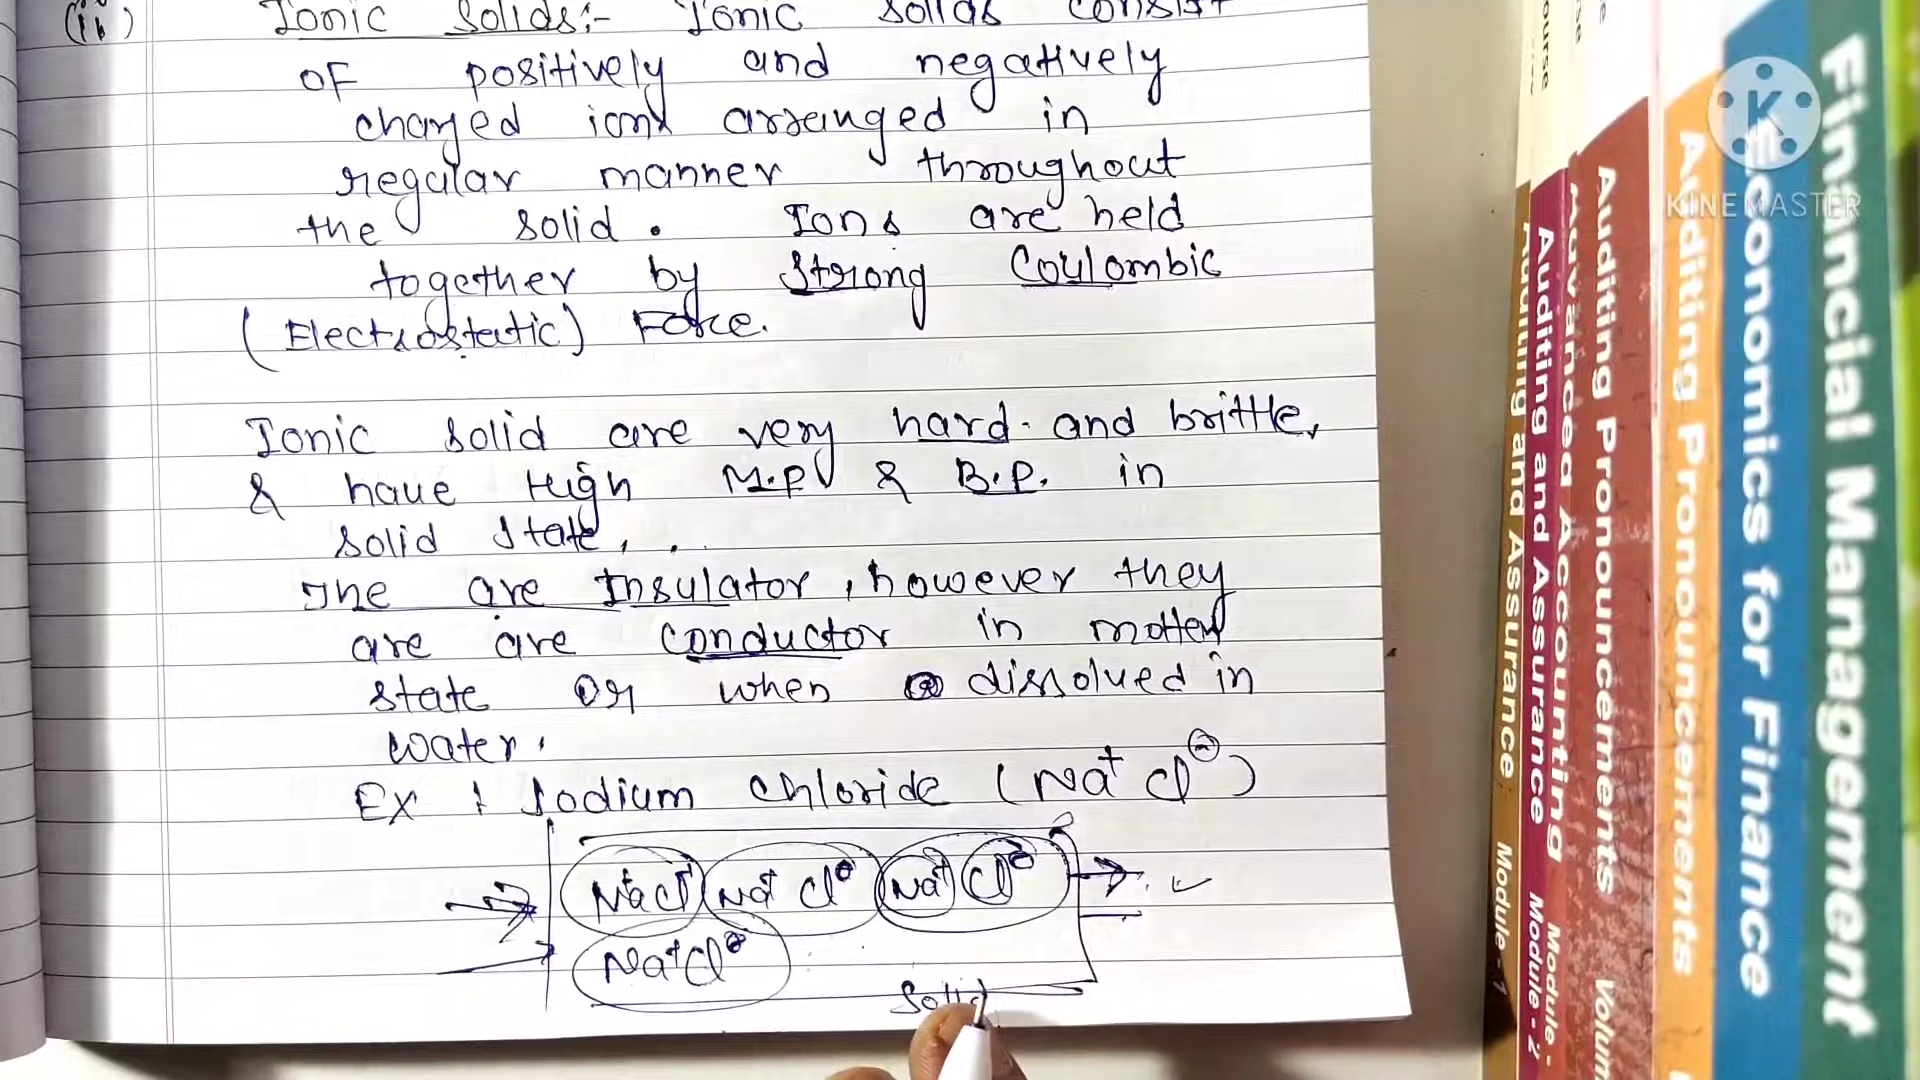 (ii) Ionic Solids:- Ionic solids consist
of positively and negatively
charged ions arranged in
regular manner throughout
the solid. Ions are held
together by strong Coulombic
(Electrostatic) Force.
Ionic solid are very hard and brittle,
& have High M.P & B.P. in
solid state,
The are Insulator, however they
are are conductor in molten
state or when dissolved in
water.
Ex : Sodium Chloride (Na+ Cl-)
Na+ Cl- Na+ Cl- Na+ Cl-
Na+ Cl-
Solid
Auditing and Assurance Module - 1
Auditing and Assurance Module - 2
Advanced Accounting Module -
Auditing Pronouncements Volum
Auditing Pronouncements
Economics for Finance
Financial Management
K
KINEMASTER